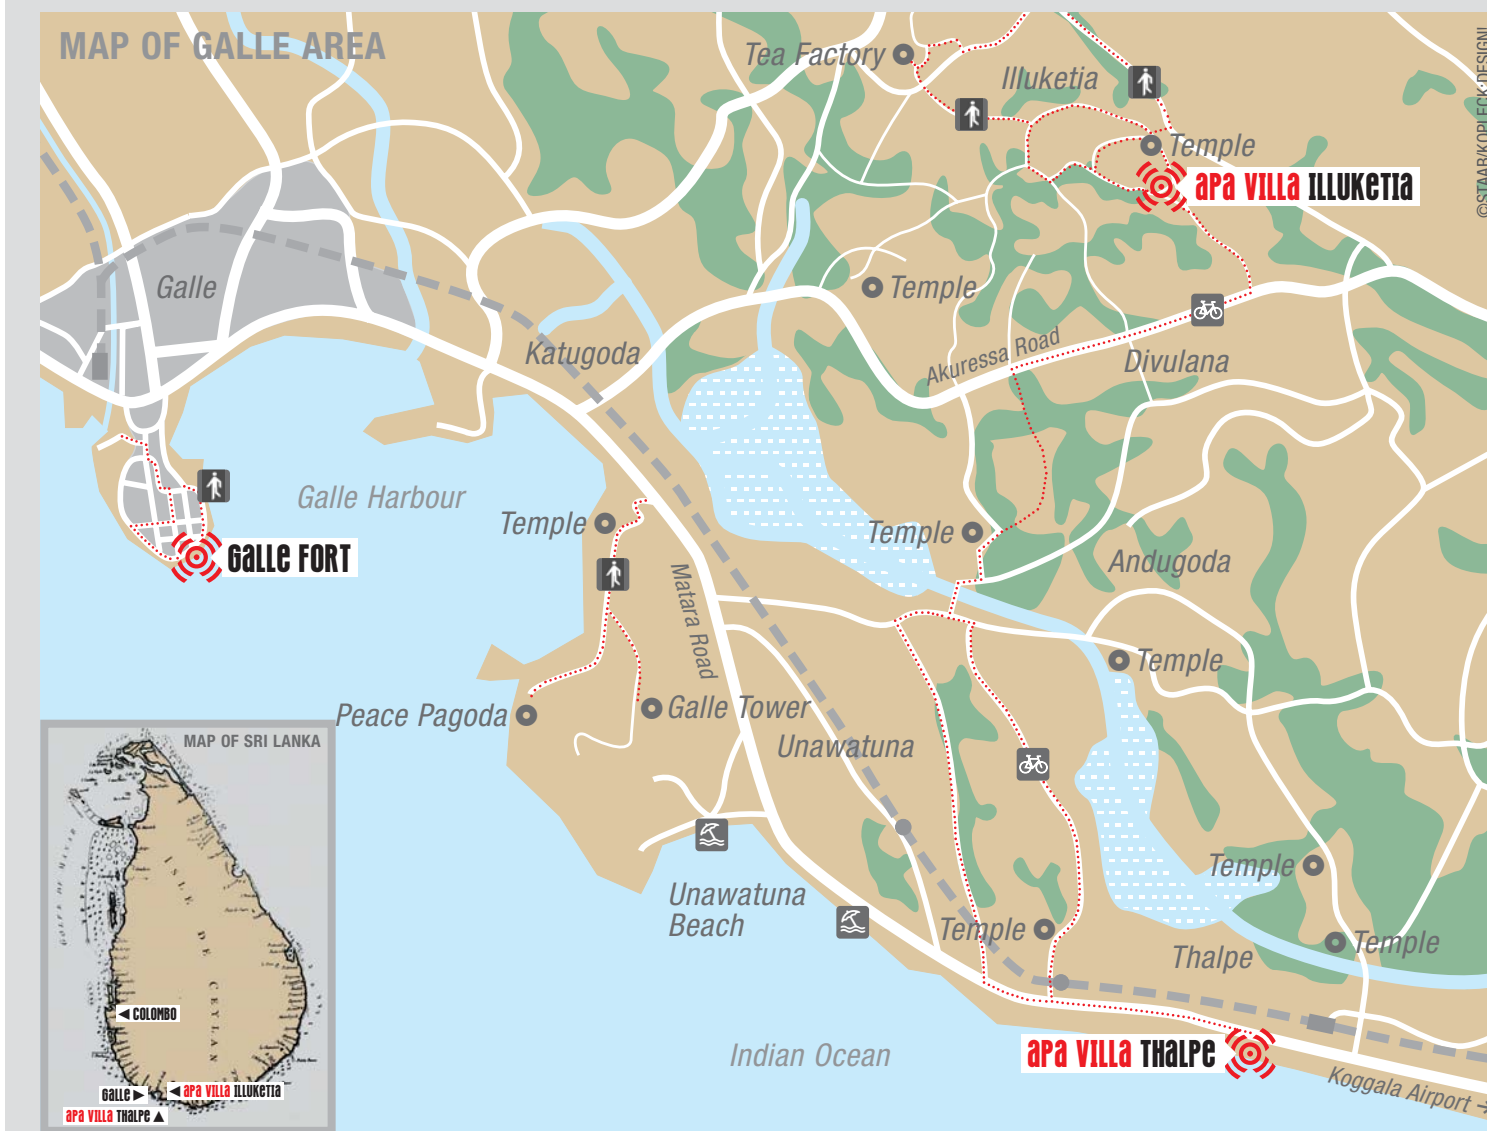 MAP OF GALLE AREA
Tea Factory
Illuketia
©STAAB/KOPLECK-DESIGN
Temple
APA VILLA ILLUKETIA
Galle
Temple
Katugoda
Akuressa Road
Divulana
Galle Harbour
Temple
Temple
GALLE FORT
Andugoda
Matara Road
Temple
Peace Pagoda
Galle Tower
Unawatuna
MAP OF SRI LANKA
Temple
Unawatuna
Beach
Temple
Temple
Thalpe
ISLE DE CEYLAN
COLOMBO
Indian Ocean
APA VILLA THALPE
Koggala Airport →
GALLE ▶
◀ APA VILLA ILLUKETIA
APA VILLA THALPE ▲